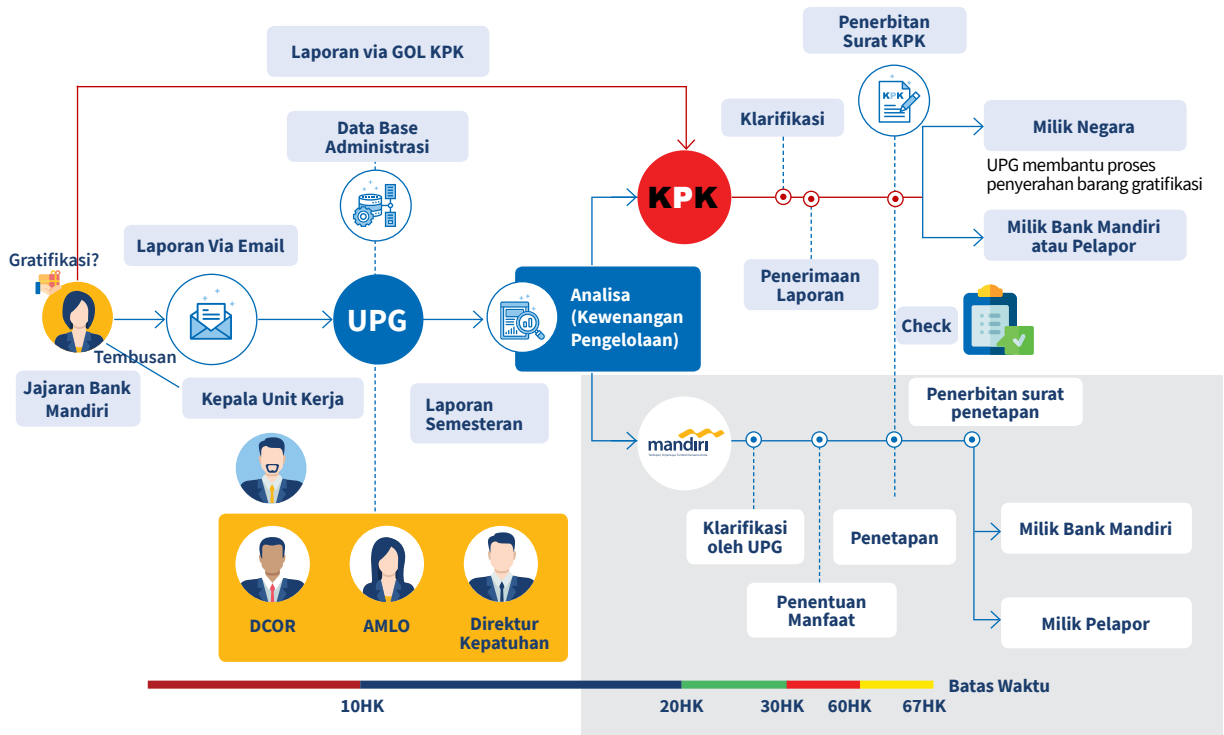 Laporan via GOL KPK
Penerbitan
Surat KPK
KPK
Data Base
Administrasi
Klarifikasi
Milik Negara
UPG membantu proses
penyerahan barang gratifikasi
KPK
Milik Bank Mandiri
atau Pelapor
Laporan Via Email
Gratifikasi?
Penerimaan
Laporan
UPG
Analisa
(Kewenangan
Pengelolaan)
Check
Tembusan
Jajaran Bank
Mandiri
Kepala Unit Kerja
Laporan
Semesteran
Penerbitan surat
penetapan
mandiri
Klarifikasi
oleh UPG
Penetapan
Milik Bank Mandiri
Penentuan
Manfaat
Milik Pelapor
DCOR
AMLO
Direktur
Kepatuhan
Batas Waktu
10HK
20HK
30HK
60HK
67HK